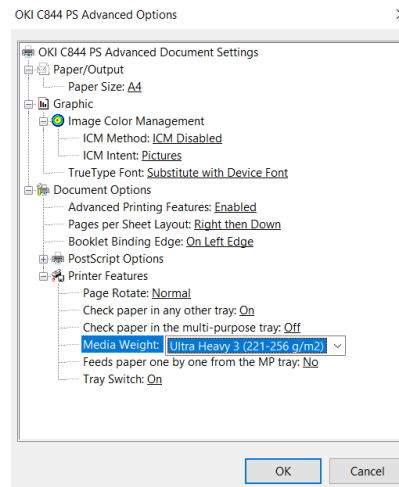 OKI C844 PS Advanced Options
OKI C844 PS Advanced Document Settings
Paper/Output
Paper Size: A4
Graphic
Image Color Management
ICM Method: ICM Disabled
ICM Intent: Pictures
TrueType Font: Substitute with Device Font
Document Options
Advanced Printing Features: Enabled
Pages per Sheet Layout: Right then Down
Booklet Binding Edge: On Left Edge
PostScript Options
Printer Features
Page Rotate: Normal
Check paper in any other tray: On
Check paper in the multi-purpose tray: Off
Media Weight: Ultra Heavy 3 (221-256 g/m2)
Feeds paper one by one from the MP tray: No
Tray Switch: On
OK Cancel